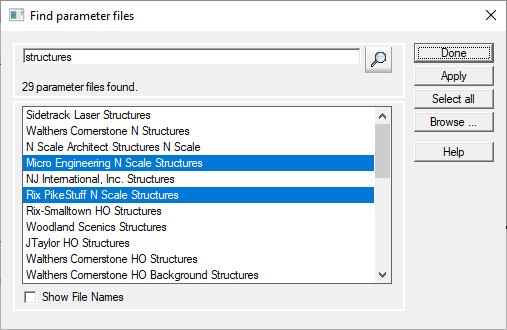 Find parameter files
structures
29 parameter files found.
Done
Apply
Select all
Browse ...
Help
Sidetrack Laser Structures
Walthers Cornerstone N Structures
N Scale Architect Structures N Scale
Micro Engineering N Scale Structures
NJ International, Inc. Structures
Rix PikeStuff N Scale Structures
Rix-Smalltown HO Structures
Woodland Scenics Structures
JTaylor HO Structures
Walthers Cornerstone HO Structures
Walthers Cornerstone HO Background Structures
Show File Names